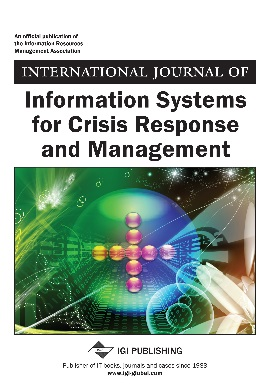 An official publication of
the Information Resources
Management Association
INTERNATIONAL JOURNAL OF
Information Systems
for Crisis Response
and Management
IGI PUBLISHING
Publisher of IT books, journals and cases since 1988
www.igi-global.com